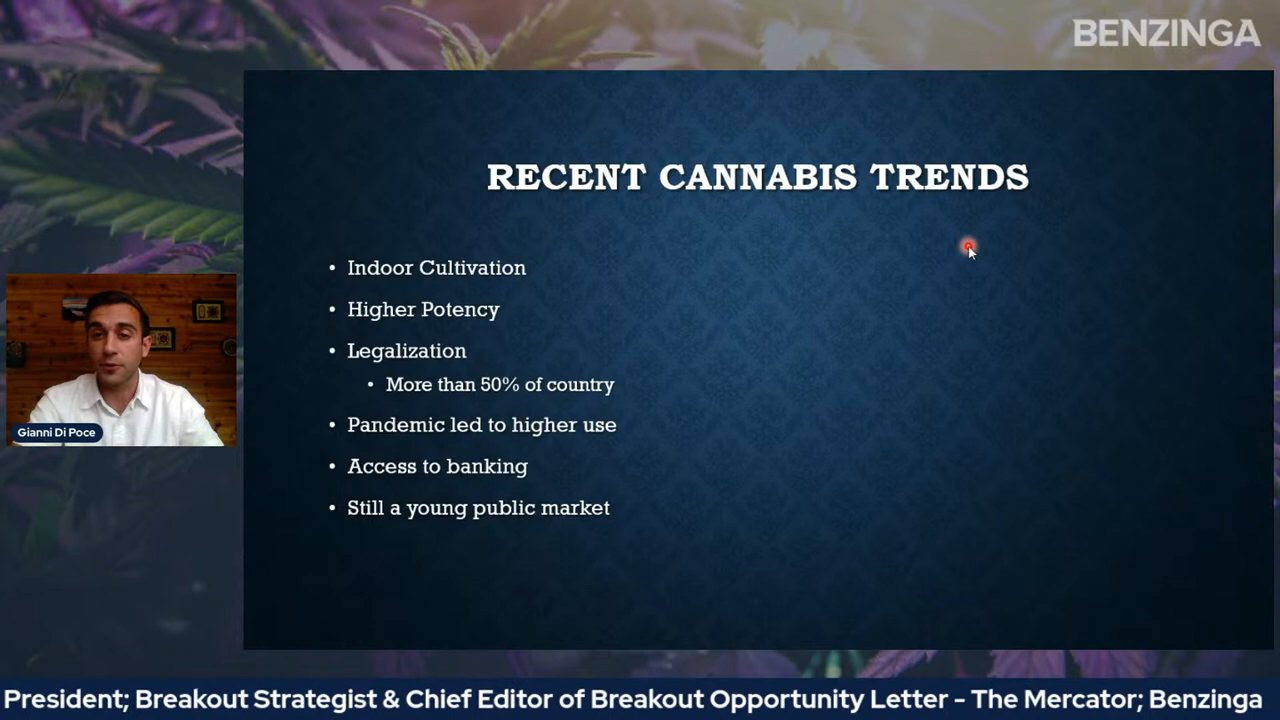 BENZINGA
RECENT CANNABIS TRENDS
• Indoor Cultivation
• Higher Potency
• Legalization
• More than 50% of country
• Pandemic led to higher use
• Access to banking
• Still a young public market
Gianni Di Poce
President; Breakout Strategist & Chief Editor of Breakout Opportunity Letter - The Mercator; Benzinga